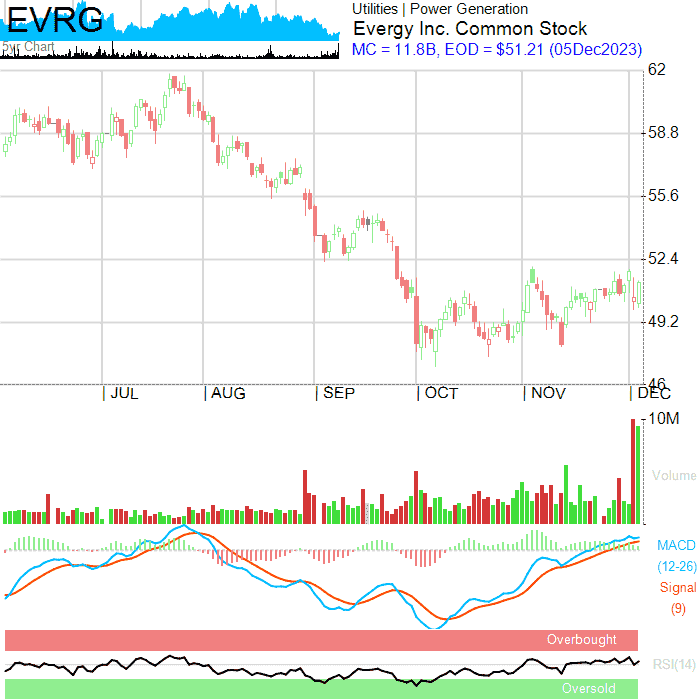 EVRG
5yr Chart
Utilities | Power Generation
Evergy Inc. Common Stock
MC = 11.8B, EOD = $51.21 (05Dec2023)
62
58.8
55.6
52.4
49.2
46
| JUL | AUG | SEP | OCT | NOV | DEC
10M
Volume
MACD
(12-26)
Signal
(9)
Overbought
RSI(14)
Oversold